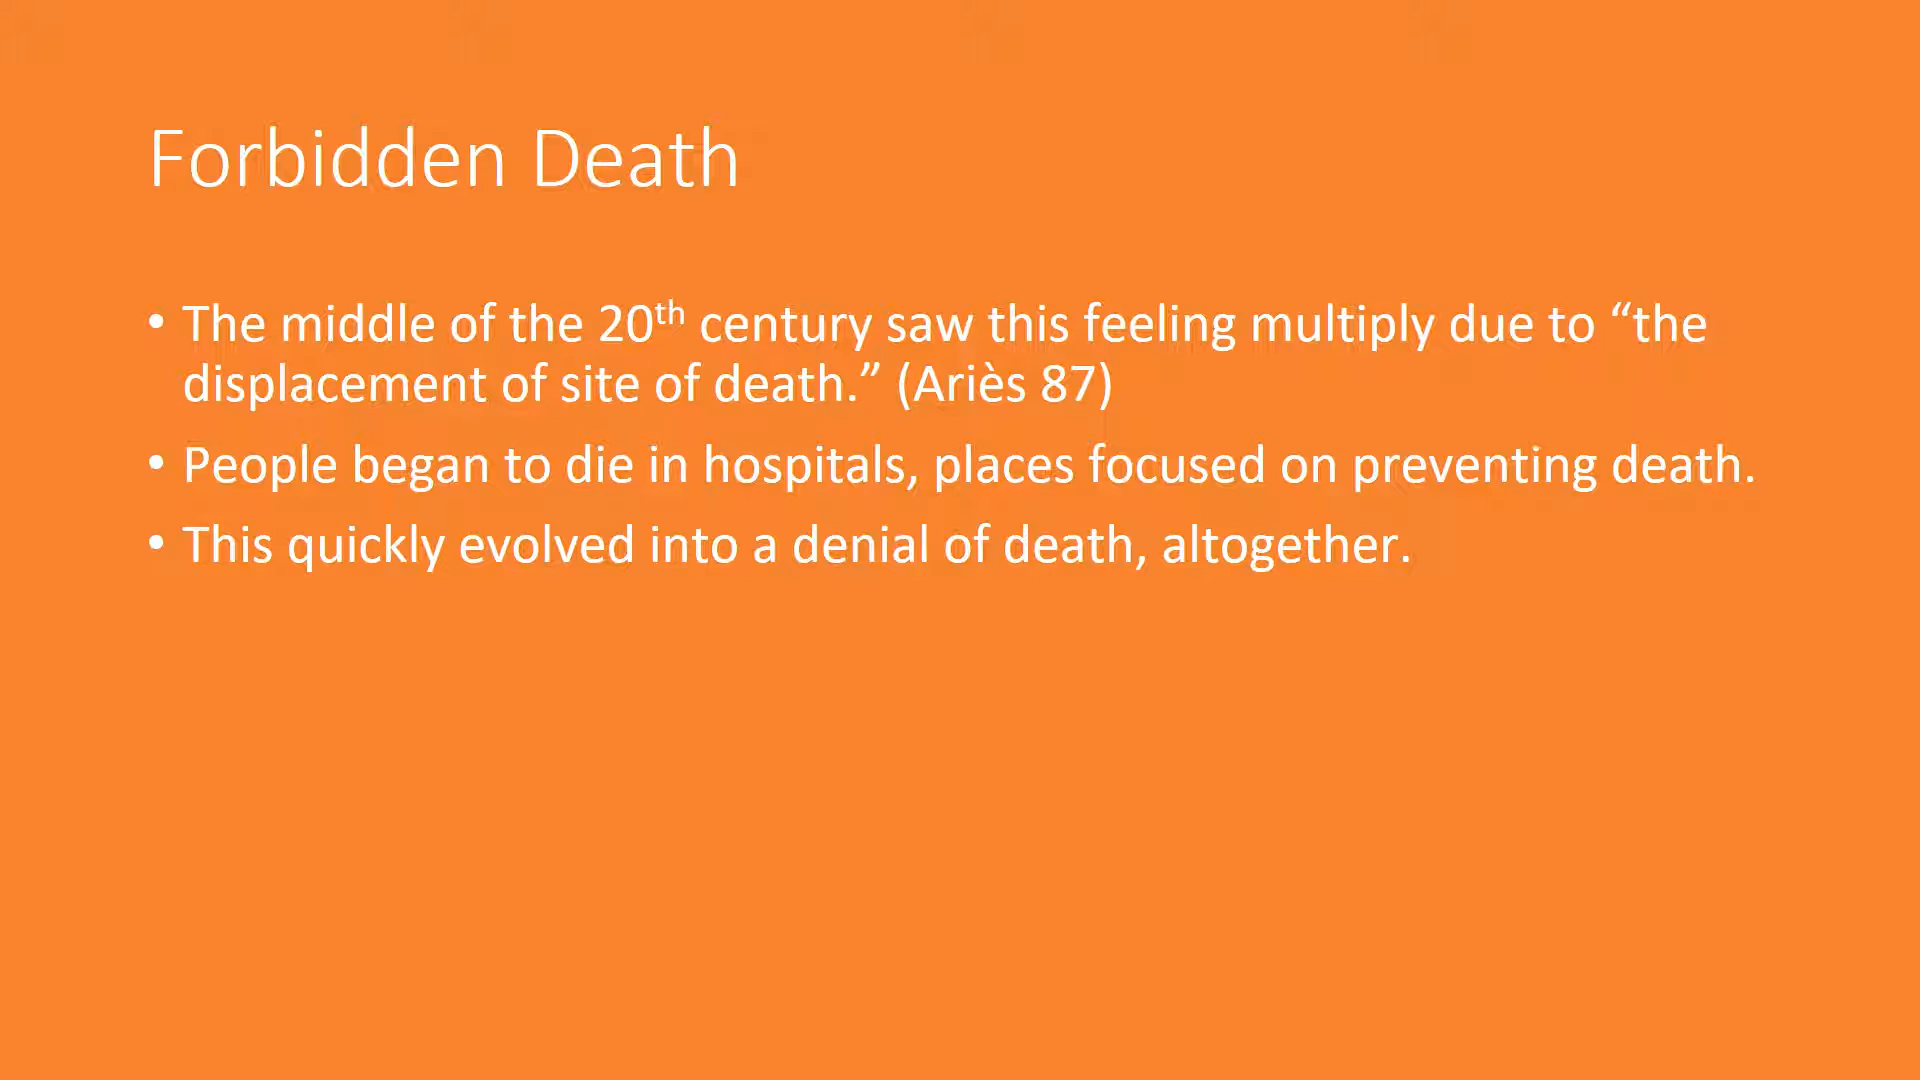 Forbidden Death
• The middle of the 20th century saw this feeling multiply due to “the
displacement of site of death.” (Ariès 87)
• People began to die in hospitals, places focused on preventing death.
• This quickly evolved into a denial of death, altogether.